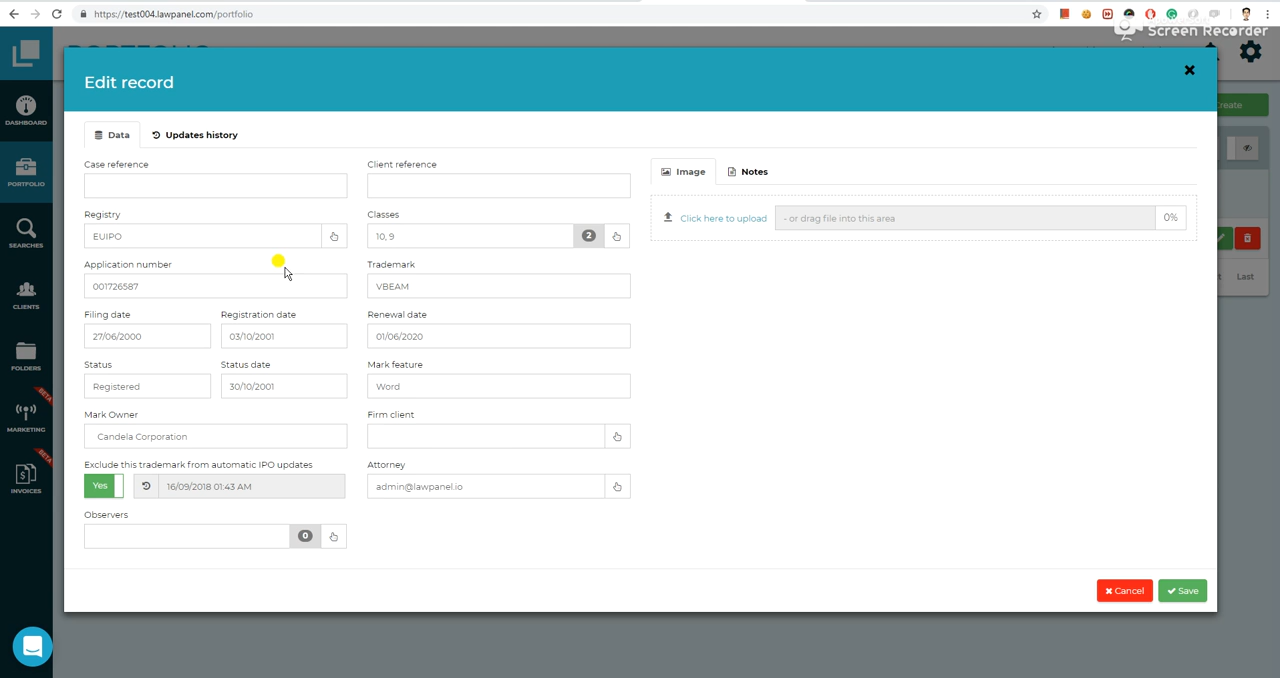 https://test004.lawpanel.com/portfolio
Screen Recorder
PORTFOLIO
Edit record
Create
DASHBOARD
PORTFOLIO
SEARCHES
CLIENTS
FOLDERS
BETA
MARKETING
BETA
INVOICES
Data
Updates history
Case reference
Client reference
Registry
Classes
EUIPO
10, 9
2
Application number
Trademark
001726587
VBEAM
Filing date
Registration date
Renewal date
27/06/2000
03/10/2001
01/06/2020
Status
Status date
Mark feature
Registered
30/10/2001
Word
Mark Owner
Firm client
Candela Corporation
Exclude this trademark from automatic IPO updates
Attorney
Yes
16/09/2018 01:43 AM
admin@lawpanel.io
Observers
0
Image
Notes
Click here to upload
- or drag file into this area
0%
Last
Cancel
Save